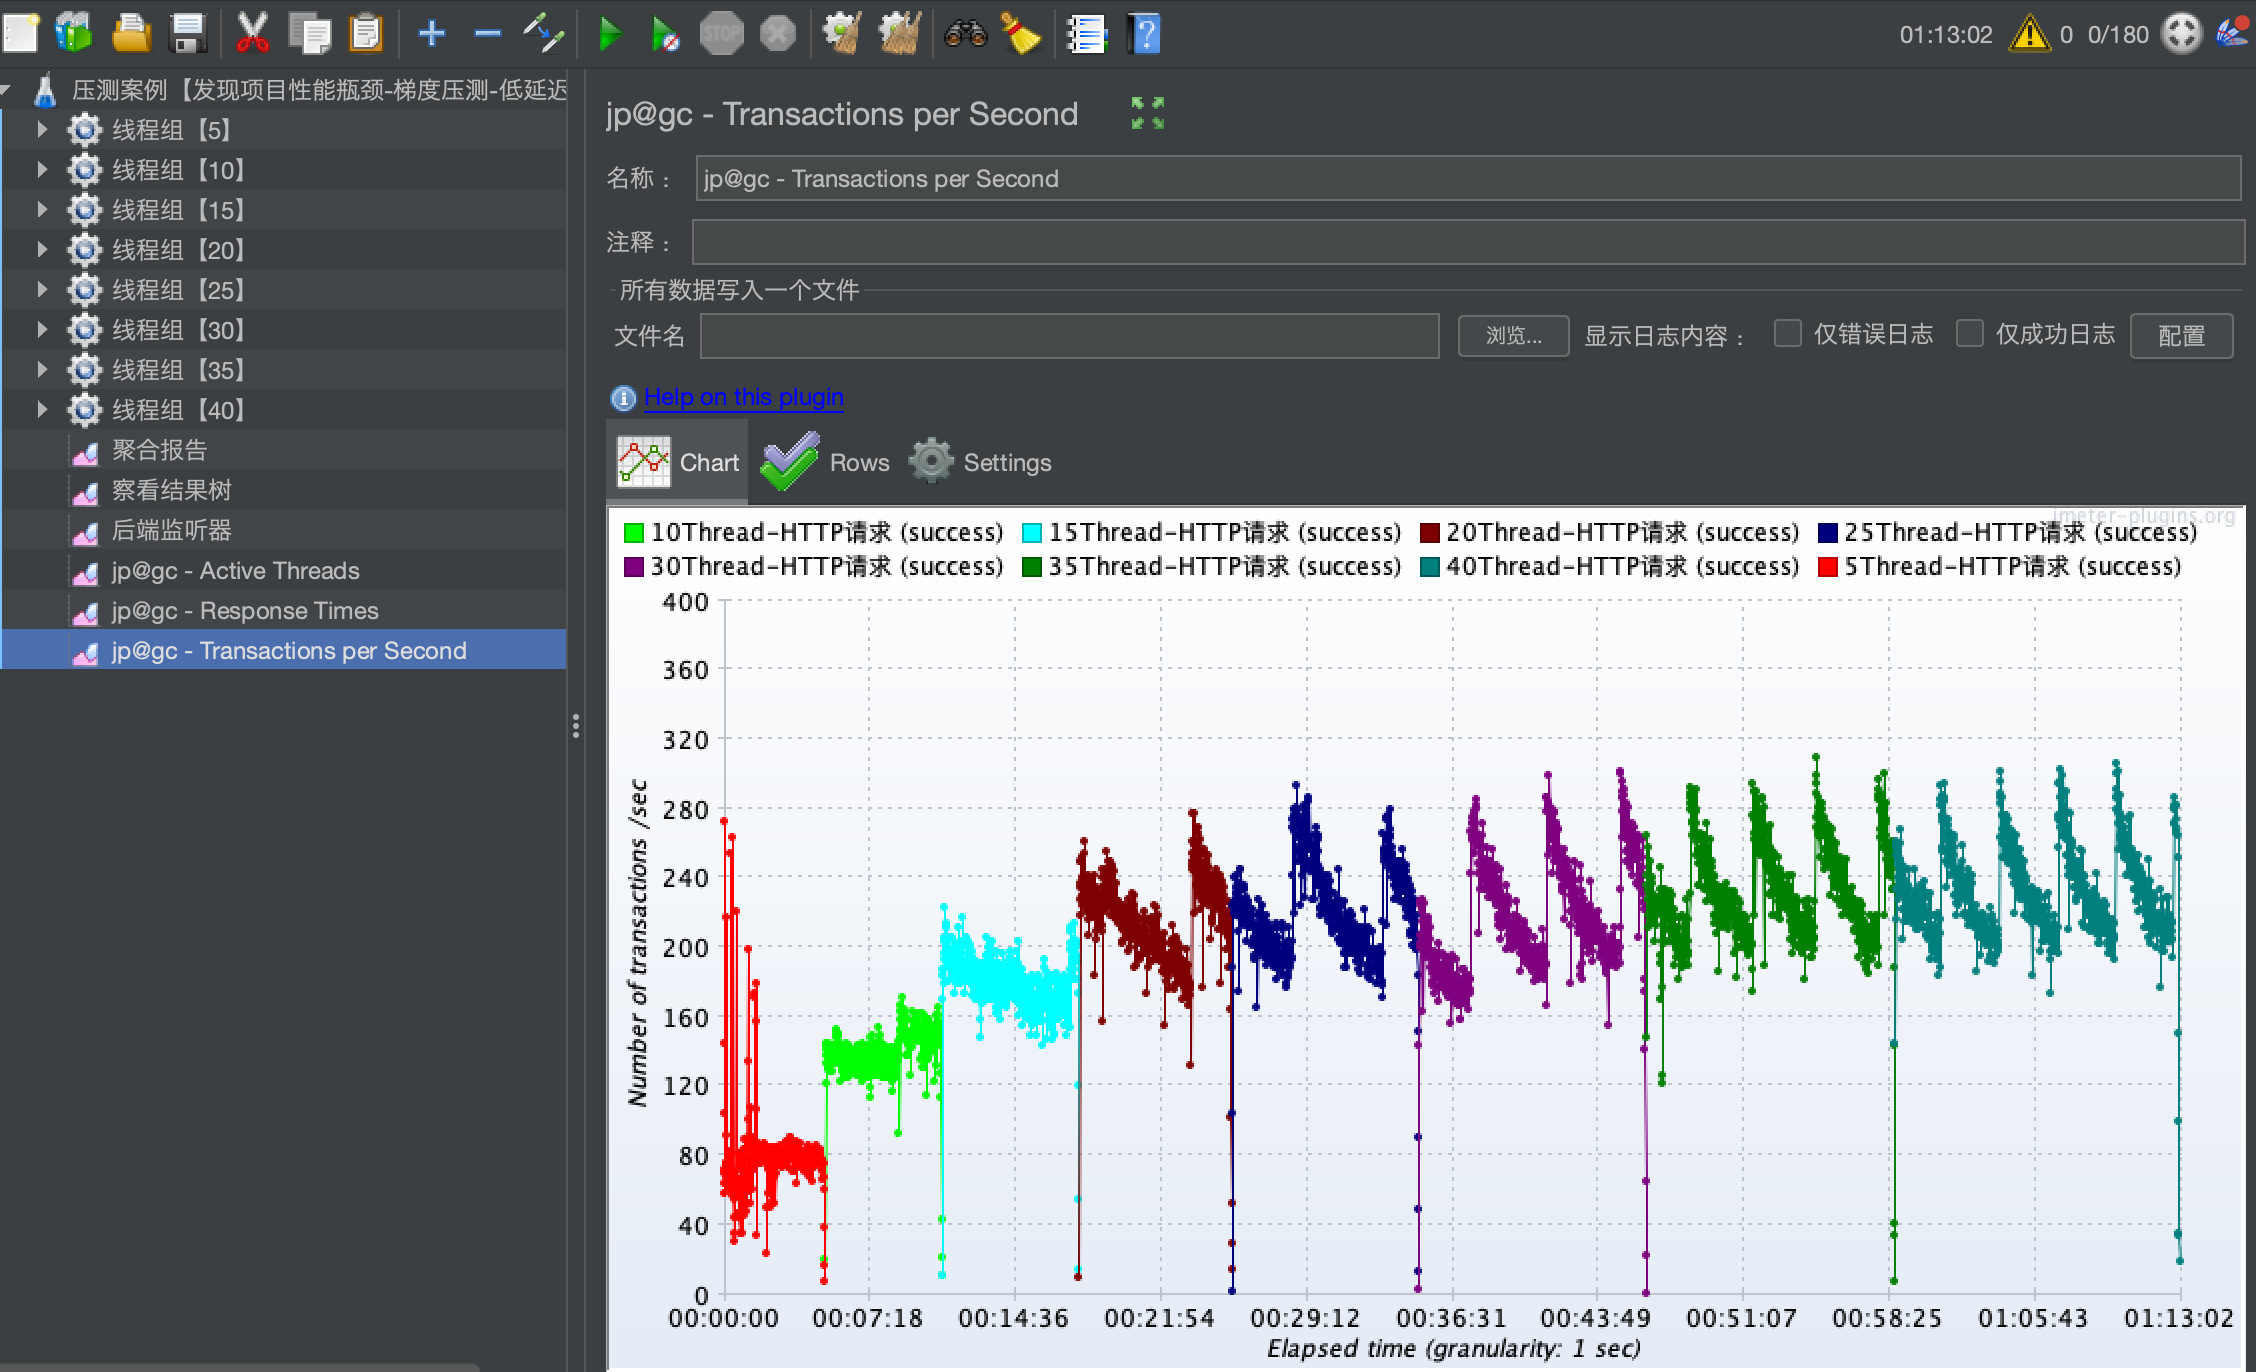 STOP
01:13:02 0 0/180
压测案例【发现项目性能瓶颈-梯度压测-低延迟
线程组【5】
线程组【10】
线程组【15】
线程组【20】
线程组【25】
线程组【30】
线程组【35】
线程组【40】
聚合报告
察看结果树
后端监听器
jp@gc - Active Threads
jp@gc - Response Times
jp@gc - Transactions per Second
jp@gc - Transactions per Second
名称： jp@gc - Transactions per Second
注释：
所有数据写入一个文件
文件名 浏览... 显示日志内容： 仅错误日志 仅成功日志 配置
Help on this plugin
Chart Rows Settings
jmeter-plugins.org
10Thread-HTTP请求 (success) 15Thread-HTTP请求 (success) 20Thread-HTTP请求 (success) 25Thread-HTTP请求 (success)
30Thread-HTTP请求 (success) 35Thread-HTTP请求 (success) 40Thread-HTTP请求 (success) 5Thread-HTTP请求 (success)
400
360
320
280
240
200
160
120
80
40
0
Number of transactions /sec
00:00:00 00:07:18 00:14:36 00:21:54 00:29:12 00:36:31 00:43:49 00:51:07 00:58:25 01:05:43 01:13:02
Elapsed time (granularity: 1 sec)